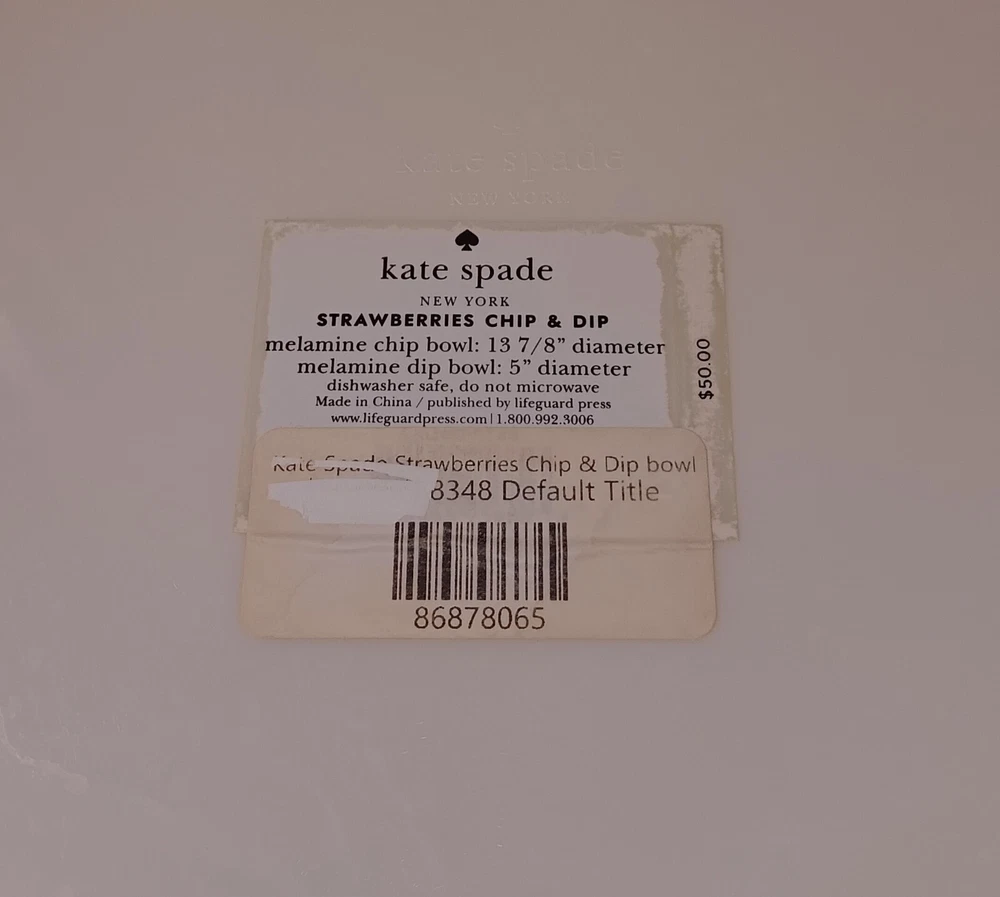 kate spade
NEW YORK
kate spade
NEW YORK
STRAWBERRIES CHIP & DIP
melamine chip bowl: 13 7/8” diameter
melamine dip bowl: 5” diameter
dishwasher safe, do not microwave
Made in China / published by lifeguard press
www.lifeguardpress.com | 1.800.992.3006
$50.00
Kate Spade Strawberries Chip & Dip bowl
8348 Default Title
86878065